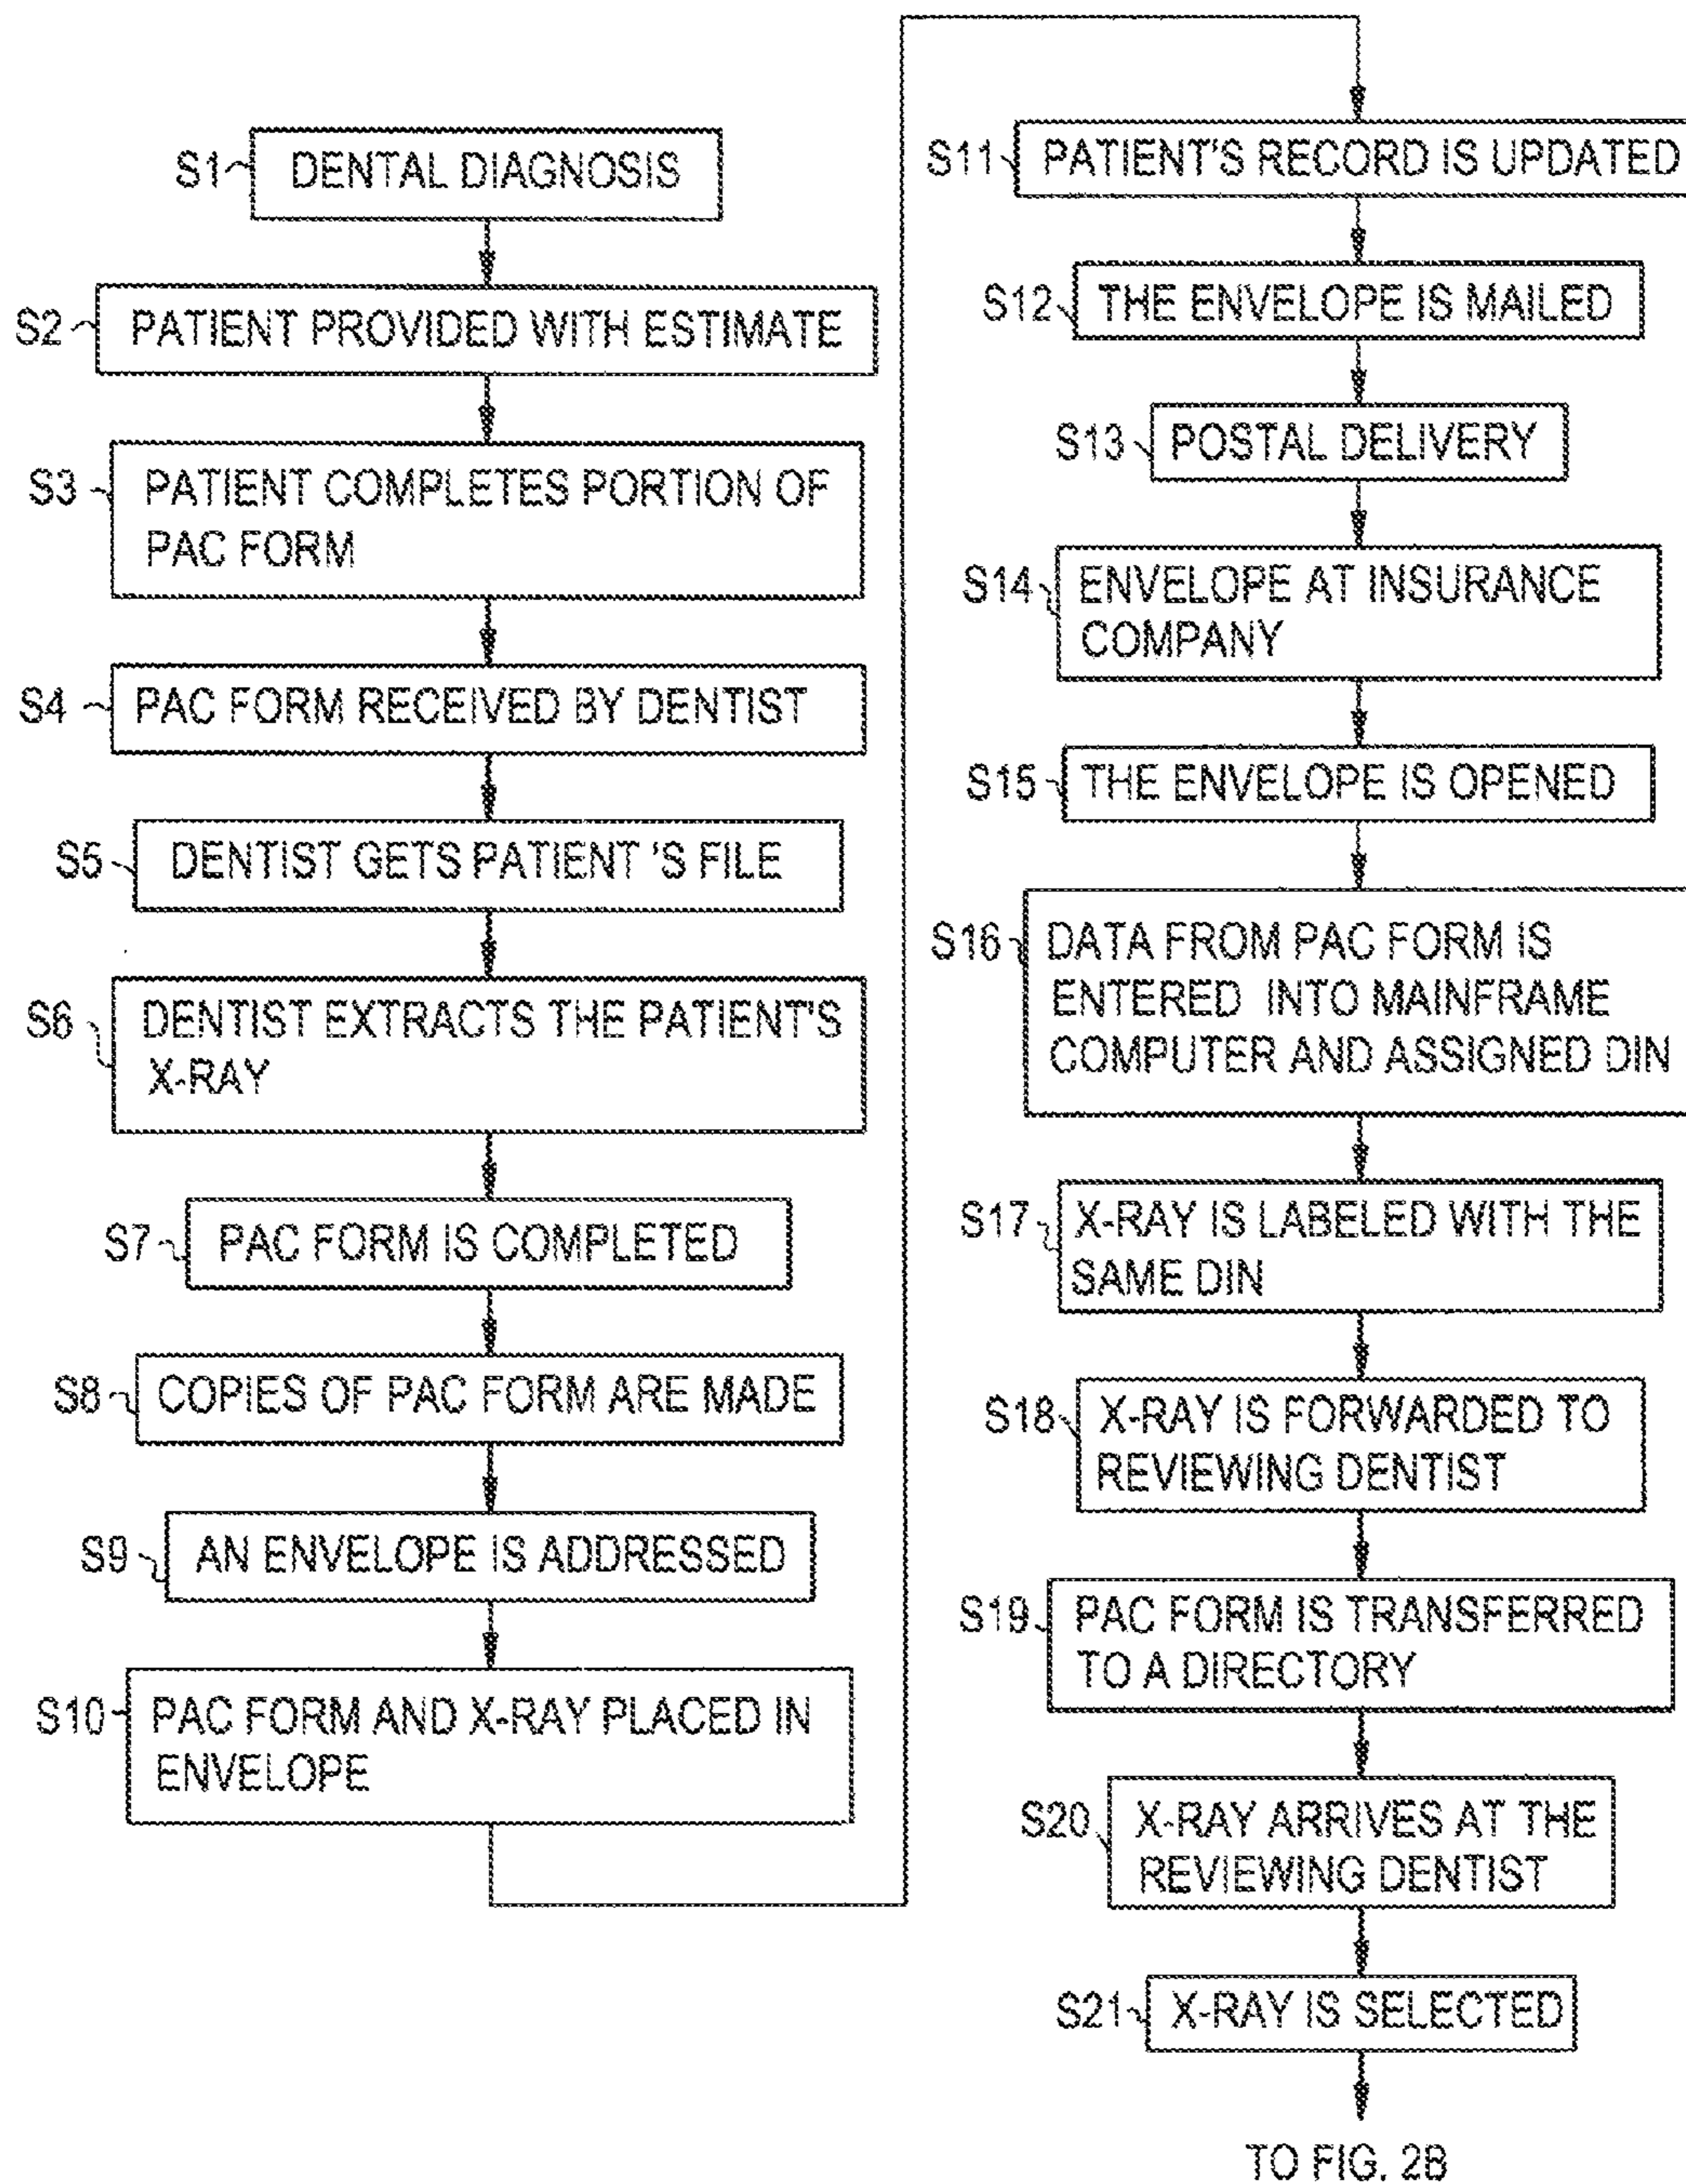 S1 DENTAL DIAGNOSIS
S2 PATIENT PROVIDED WITH ESTIMATE
S3 PATIENT COMPLETES PORTION OF
PAC FORM
S4 PAC FORM RECEIVED BY DENTIST
S5 DENTIST GETS PATIENT 'S FILE
S6 DENTIST EXTRACTS THE PATIENT'S
X-RAY
S7 PAC FORM IS COMPLETED
S8 COPIES OF PAC FORM ARE MADE
S9 AN ENVELOPE IS ADDRESSED
S10 PAC FORM AND X-RAY PLACED IN
ENVELOPE
S11 PATIENT'S RECORD IS UPDATED
S12 THE ENVELOPE IS MAILED
S13 POSTAL DELIVERY
S14 ENVELOPE AT INSURANCE
COMPANY
S15 THE ENVELOPE IS OPENED
S16 DATA FROM PAC FORM IS
ENTERED INTO MAINFRAME
COMPUTER AND ASSIGNED DIN
S17 X-RAY IS LABELED WITH THE
SAME DIN
S18 X-RAY IS FORWARDED TO
REVIEWING DENTIST
S19 PAC FORM IS TRANSFERRED
TO A DIRECTORY
S20 X-RAY ARRIVES AT THE
REVIEWING DENTIST
S21 X-RAY IS SELECTED
TO FIG. 2B